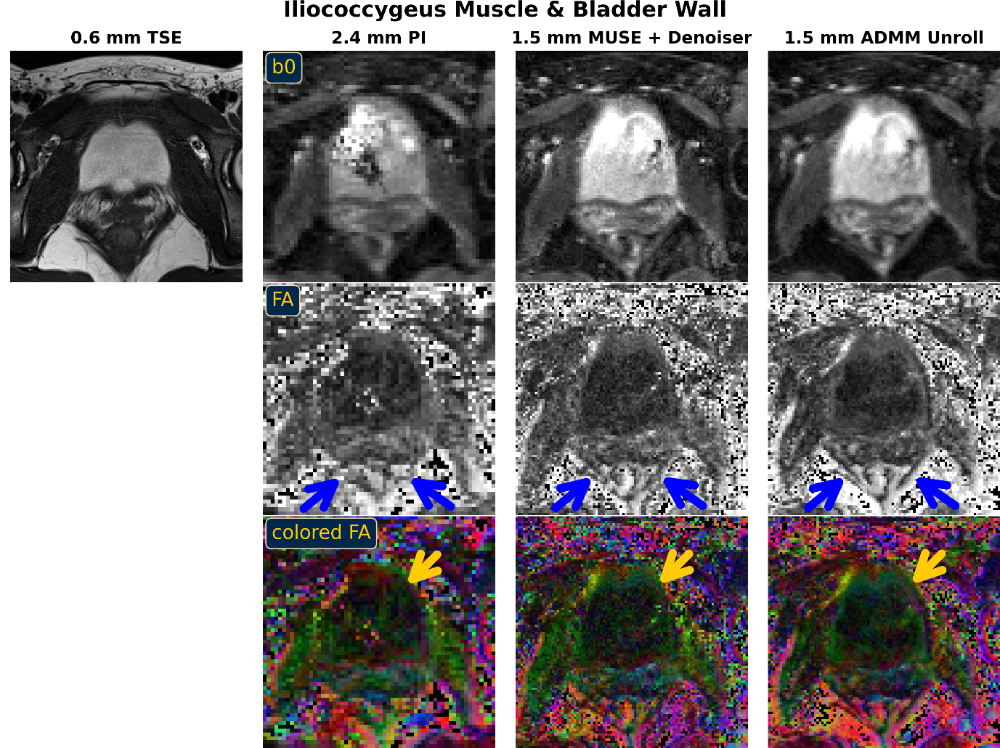 Iliococcygeus Muscle & Bladder Wall
0.6 mm TSE
2.4 mm PI
1.5 mm MUSE + Denoiser
1.5 mm ADMM Unroll
b0
FA
colored FA